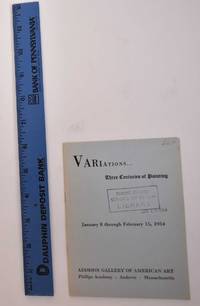 BANK OF PENNSYLVANIA
DAUPHIN DEPOSIT BANK
VARIATIONS...
Three Centuries of Painting
LIBRARY
January 8 through February 15, 1954
ADDISON GALLERY OF AMERICAN ART
Phillips Academy - Andover - Massachusetts